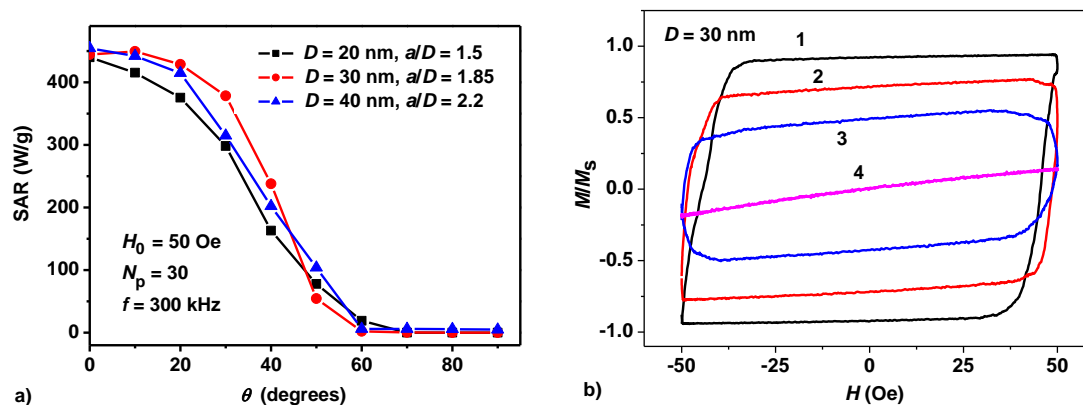 D = 20 nm, a/D = 1.5
D = 30 nm, a/D = 1.85
D = 40 nm, a/D = 2.2
H0 = 50 Oe
Np = 30
f = 300 kHz
SAR (W/g)
400
300
200
100
0
0 20 40 60 80
θ (degrees)
a)
D = 30 nm
1
2
3
4
M/Ms
1.0
0.5
0.0
-0.5
-1.0
-50 -25 0 25 50
H (Oe)
b)